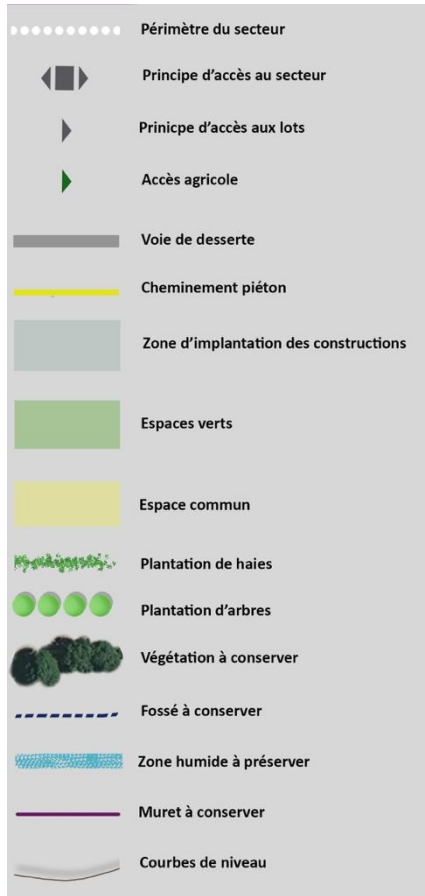 Périmètre du secteur
Principe d'accès au secteur
Prinicpe d'accès aux lots
Accès agricole
Voie de desserte
Cheminement piéton
Zone d'implantation des constructions
Espaces verts
Espace commun
Plantation de haies
Plantation d'arbres
Végétation à conserver
Fossé à conserver
Zone humide à préserver
Muret à conserver
Courbes de niveau